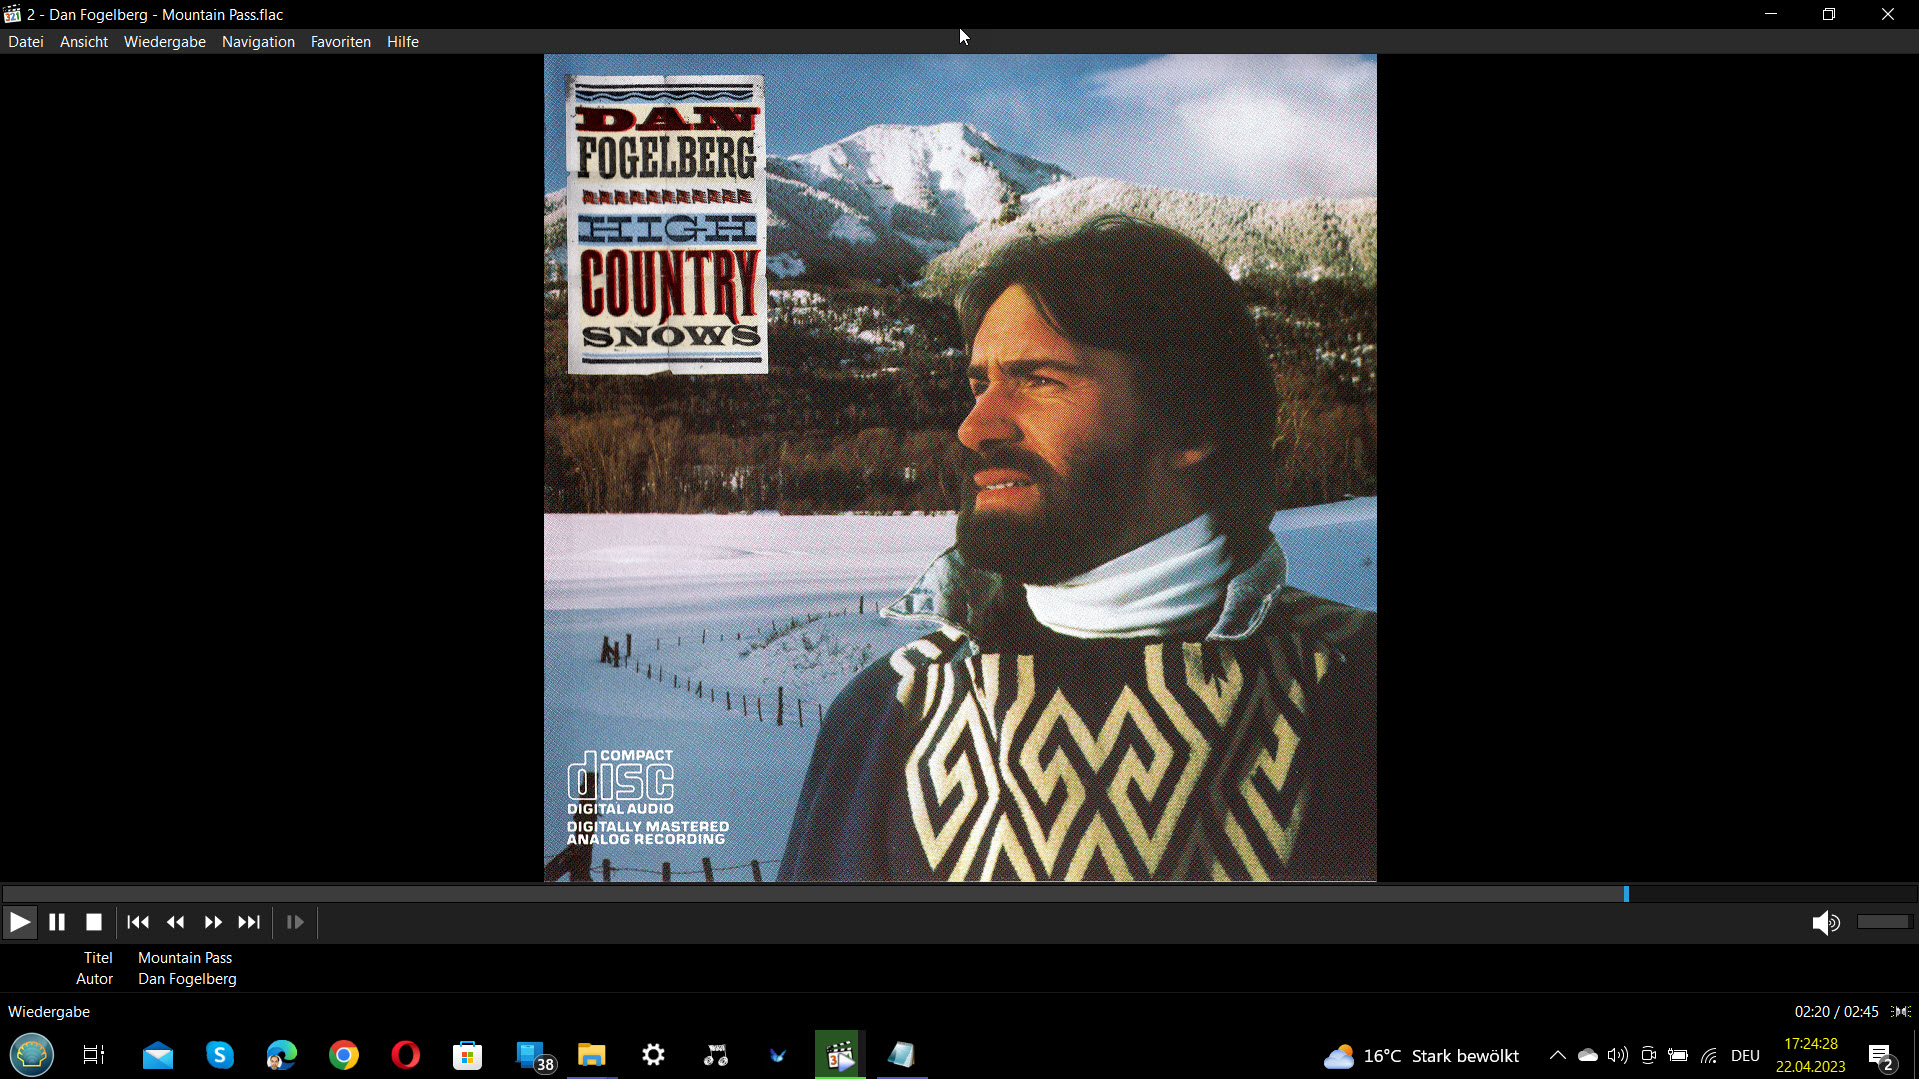 2 - Dan Fogelberg - Mountain Pass.flac
Datei Ansicht Wiedergabe Navigation Favoriten Hilfe
DAN
FOGELBERG
HIGH
COUNTRY
SNOWS
COMPACT
disc
DIGITAL AUDIO
DIGITALLY MASTERED
ANALOG RECORDING
Titel Mountain Pass
Autor Dan Fogelberg
Wiedergabe 02:20 / 02:45
38
16°C Stark bewölkt
DEU
17:24:28
22.04.2023
2